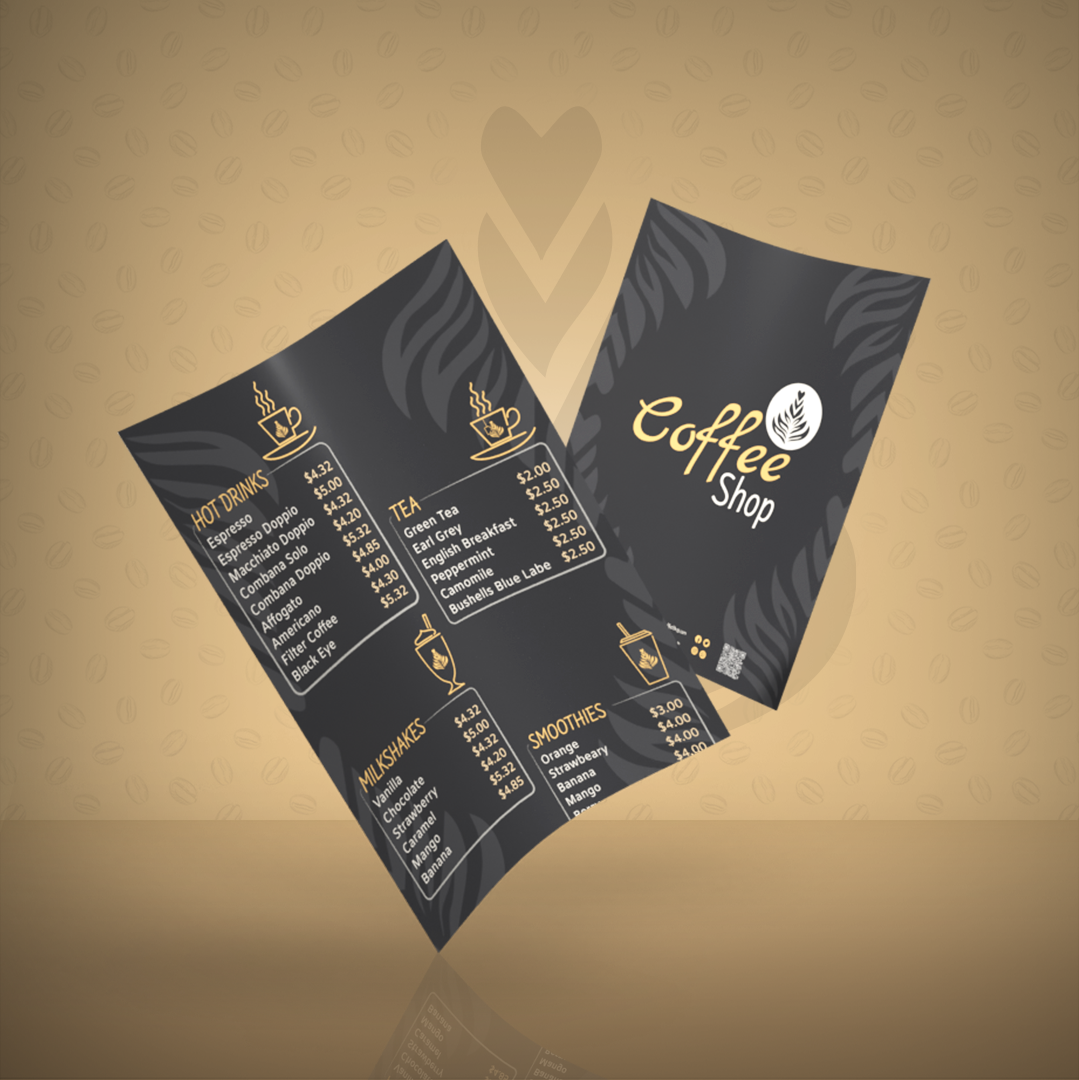 HOT DRINKS
Espresso $4.32
Espresso Doppio $5.00
Macchiato Doppio $4.32
Combana Solo $4.20
Combana Doppio $5.32
Affogato $4.85
Americano $4.00
Filter Coffee $4.30
Black Eye $5.32
TEA
Green Tea $2.00
Earl Grey $2.50
English Breakfast $2.50
Peppermint $2.50
Camomile $2.50
Bushells Blue Labe $2.50
MILKSHAKES
Vanilla $4.32
Chocolate $5.00
Strawberry $4.32
Caramel $4.20
Mango $5.32
Banana $4.85
SMOOTHIES
Orange $3.00
Strawbeary $4.00
Banana $4.00
Mango $4.00
Coffee
Shop